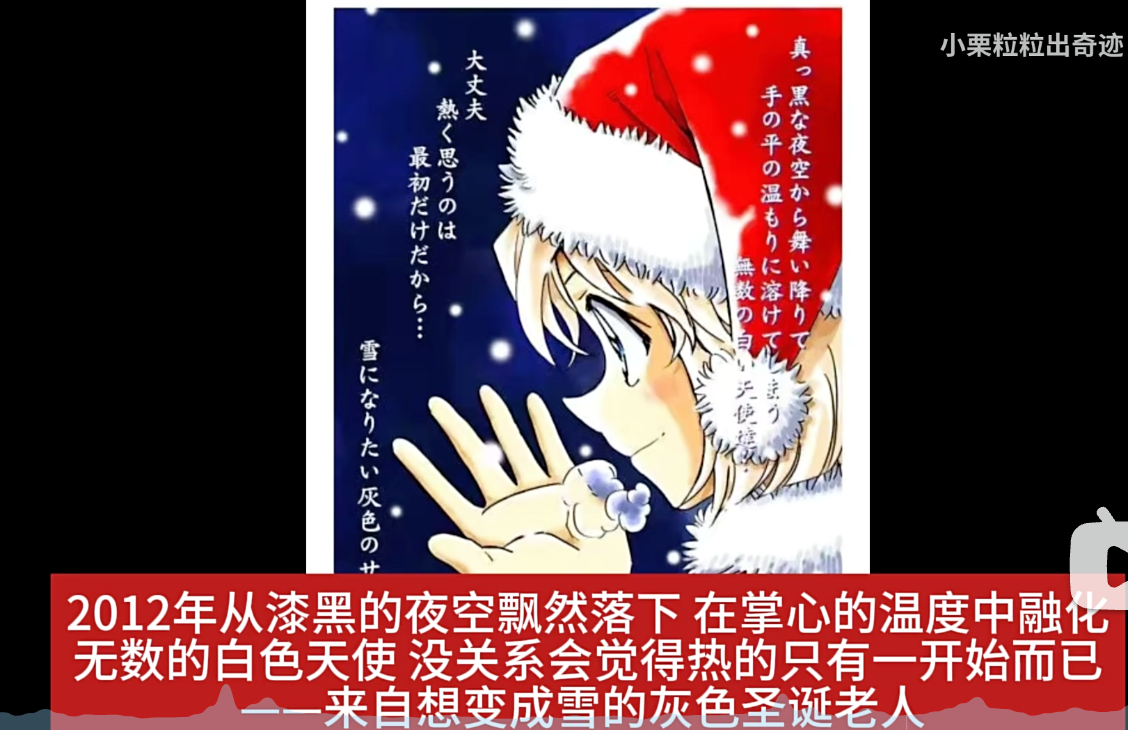 小栗粒粒出奇迹
真っ黒な夜空から舞い降りて
手の平の温もりに溶けてしまう
無数の白い天使達が…
大丈夫
熱く思うのは
最初だけだから…
雪になりたい灰色のサ
2012年从漆黑的夜空飘然落下 在掌心的温度中融化
无数的白色天使 没关系会觉得热的只有一开始而已
——来自想变成雪的灰色圣诞老人